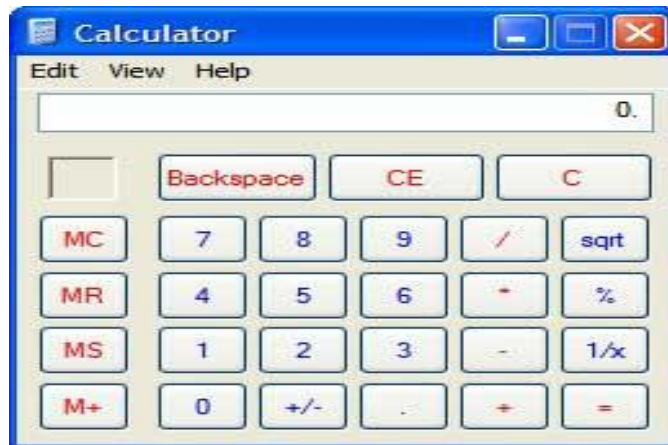 Calculator
Edit View Help
0.
Backspace CE C
MC 7 8 9 / sqrt
MR 4 5 6 * %
MS 1 2 3 - 1/x
M+ 0 +/- . + =